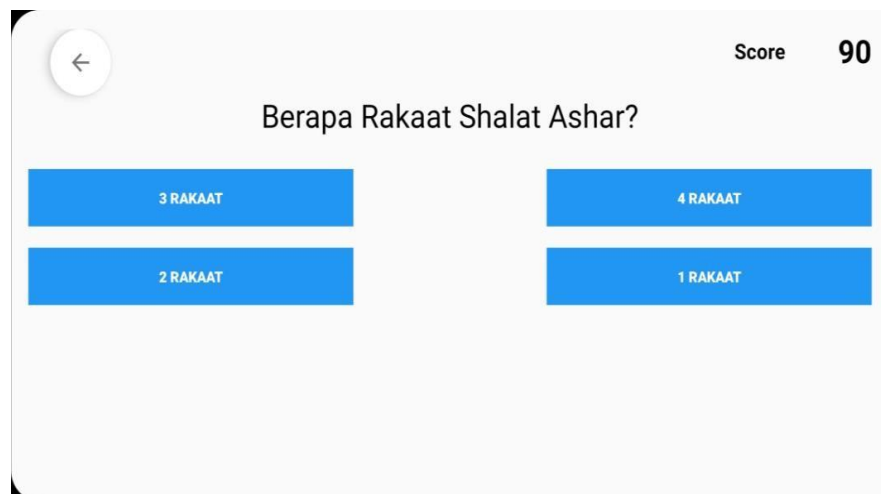 Score 90
Berapa Rakaat Shalat Ashar?
3 RAKAAT
4 RAKAAT
2 RAKAAT
1 RAKAAT